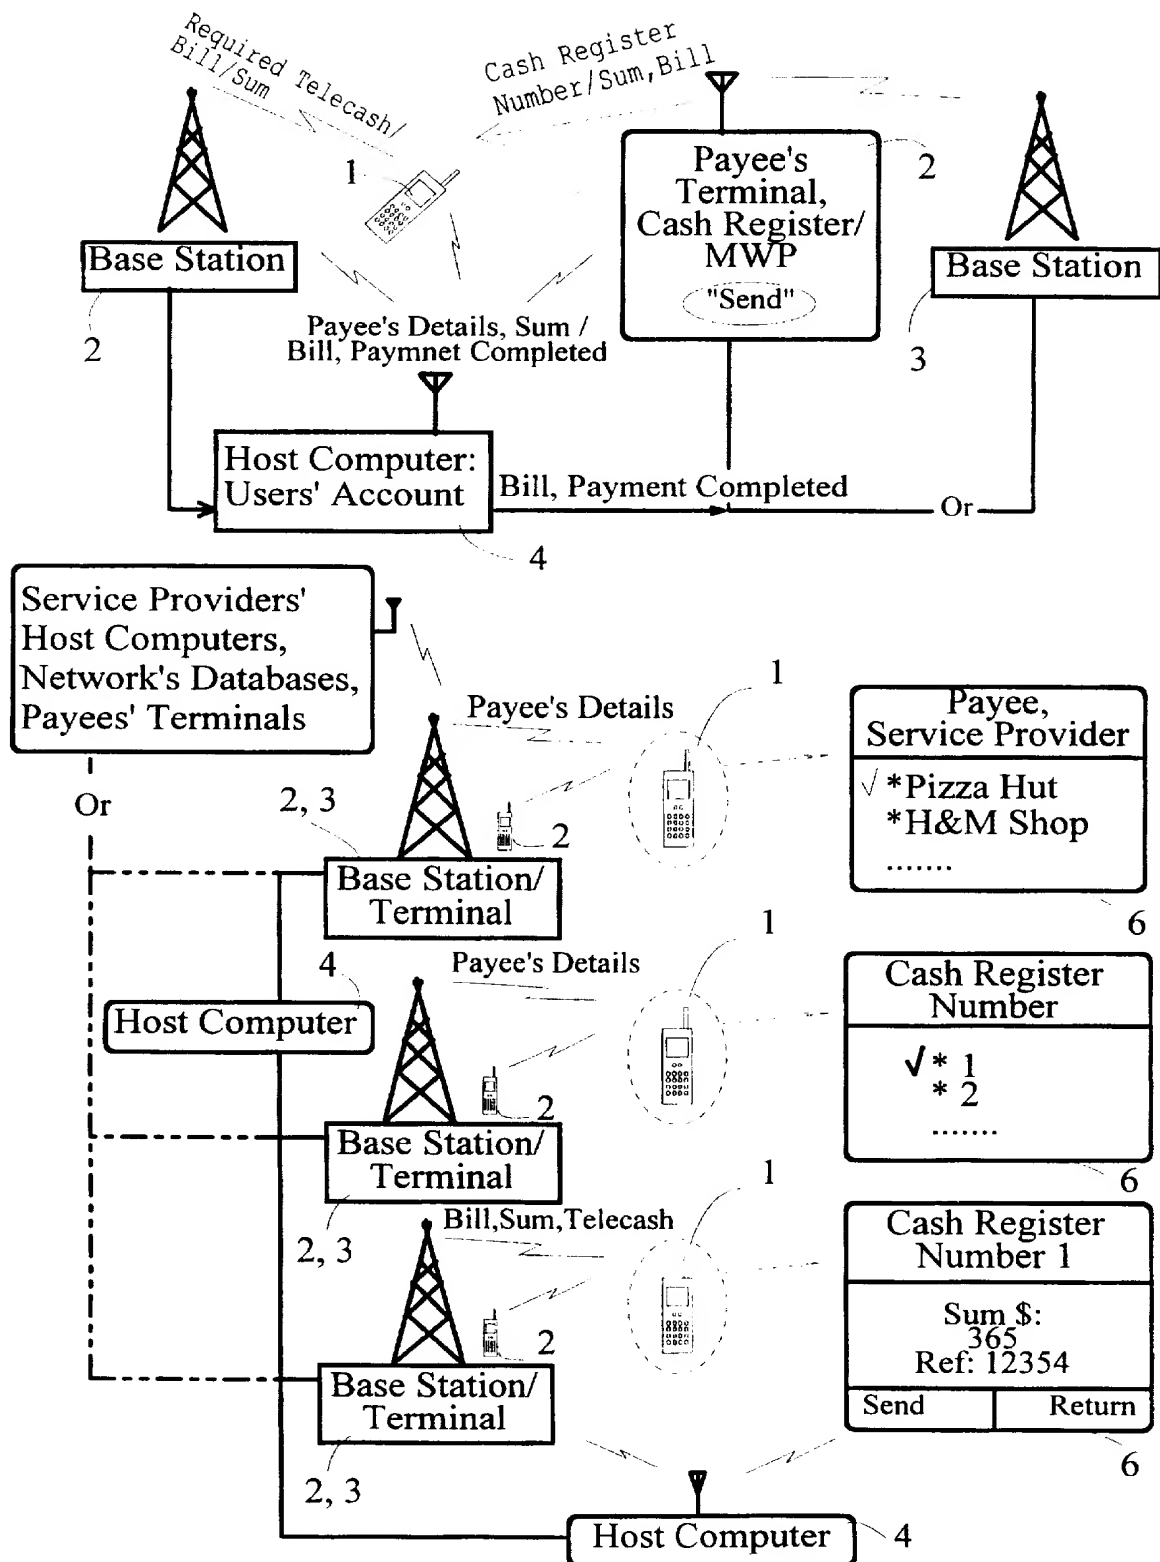 Required Telecash/
Bill/Sum
Cash Register
Number/Sum,Bill
1
Payee's
Terminal,
Cash Register/
MWP
"Send"
2
Base Station
2
Base Station
3
Payee's Details, Sum /
Bill, Paymnet Completed
Host Computer:
Users' Account
Bill, Payment Completed
Or
4
Service Providers'
Host Computers,
Network's Databases,
Payees' Terminals
Or
Payee's Details
1
2, 3
2
Base Station/
Terminal
Payee,
Service Provider
√ *Pizza Hut
*H&M Shop
.......
6
4
Host Computer
Payee's Details
1
2
Base Station/
Terminal
2, 3
Cash Register
Number
√ * 1
* 2
.......
6
Bill,Sum,Telecash
1
2
Base Station/
Terminal
2, 3
Cash Register
Number 1
Sum $:
365
Ref: 12354
Send Return
6
Host Computer
4